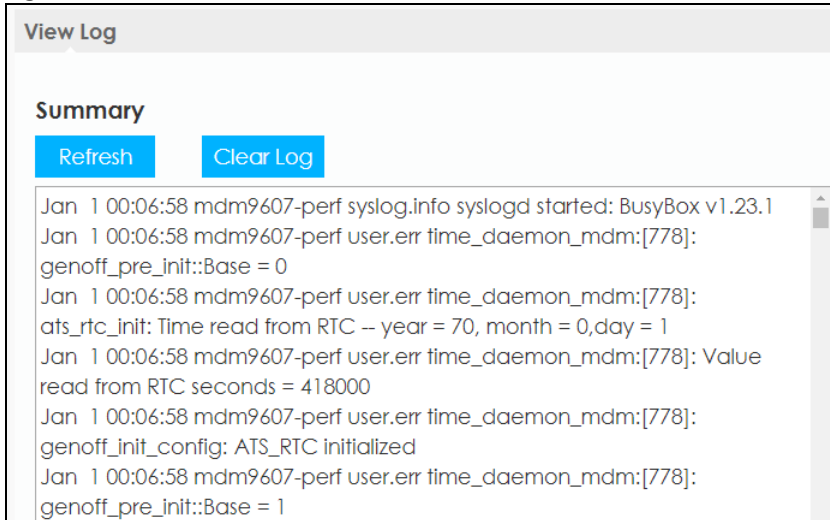 View Log
Summary
Refresh Clear Log
Jan 1 00:06:58 mdm9607-perf syslog.info syslogd started: BusyBox v1.23.1
Jan 1 00:06:58 mdm9607-perf user.err time_daemon_mdm:[778]:
genoff_pre_init::Base = 0
Jan 1 00:06:58 mdm9607-perf user.err time_daemon_mdm:[778]:
ats_rtc_init: Time read from RTC -- year = 70, month = 0,day = 1
Jan 1 00:06:58 mdm9607-perf user.err time_daemon_mdm:[778]: Value
read from RTC seconds = 418000
Jan 1 00:06:58 mdm9607-perf user.err time_daemon_mdm:[778]:
genoff_init_config: ATS_RTC initialized
Jan 1 00:06:58 mdm9607-perf user.err time_daemon_mdm:[778]:
genoff_pre_init::Base = 1